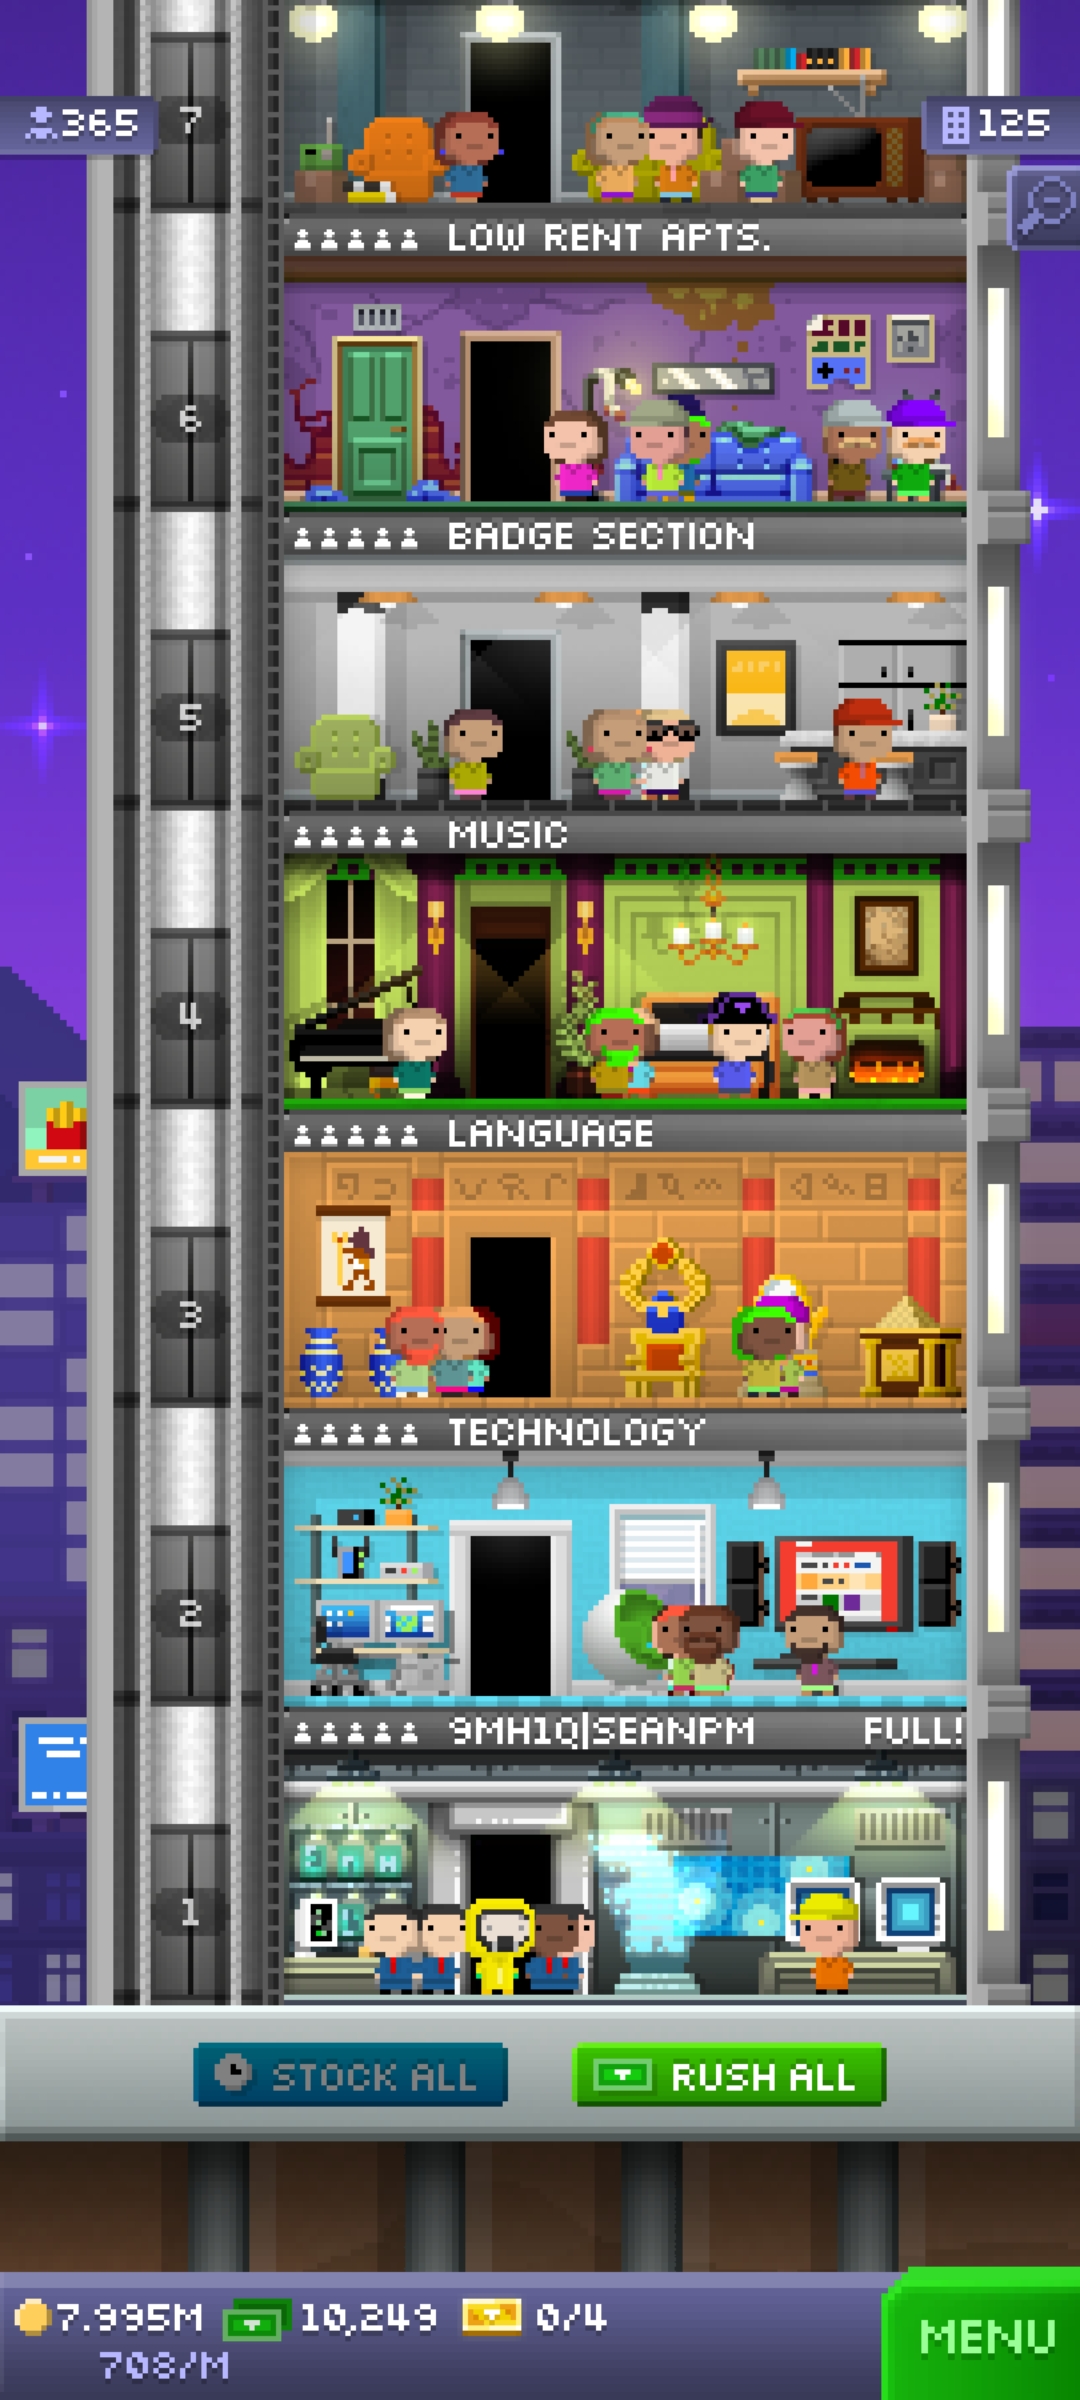 365
7
125
LOW RENT APTS.
6
BADGE SECTION
5
MUSIC
4
LANGUAGE
3
TECHNOLOGY
2
9MH1Q|SEANPM FULL!
1
STOCK ALL
RUSH ALL
7.995M
10,249
0/4
708/M
MENU